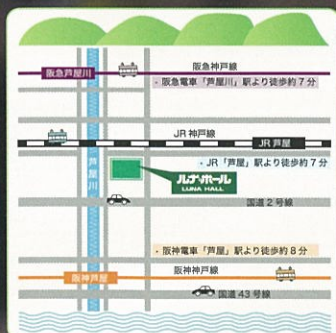 阪急神戸線
阪急芦屋川
・阪急電車「芦屋川」駅より徒歩約7分
JR 神戸線
JR 芦屋
・JR「芦屋」駅より徒歩約7分
芦屋川
ルナ・ホール
LUNA HALL
国道2号線
・阪神電車「芦屋」駅より徒歩約8分
阪神神戸線
阪神芦屋
国道43号線